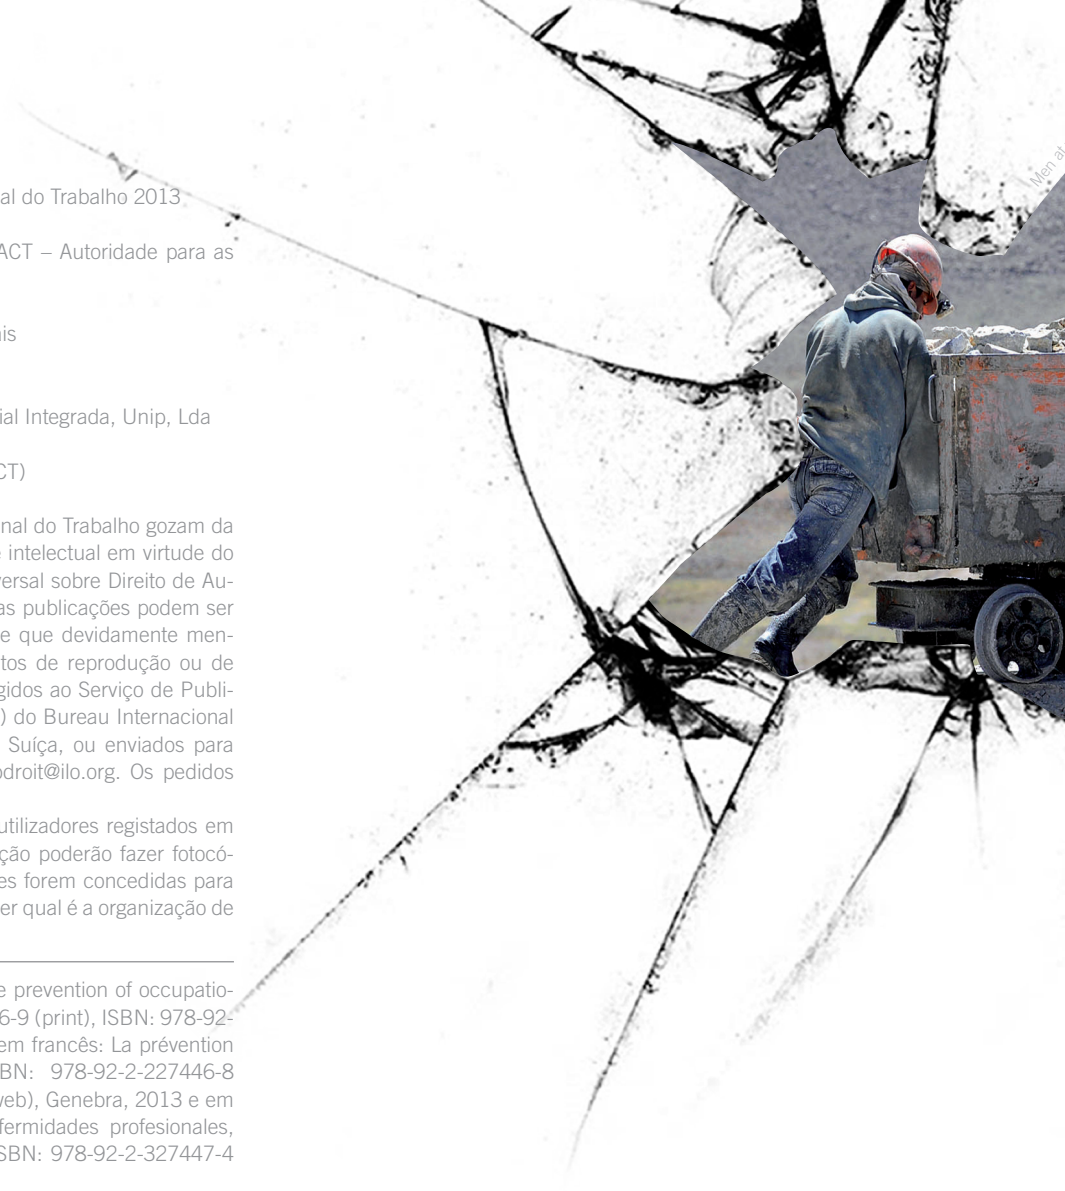 al do Trabalho 2013
ACT – Autoridade para as
is
ial Integrada, Unip, Lda
CT)
nal do Trabalho gozam da
e intelectual em virtude do
versal sobre Direito de Au-
as publicações podem ser
e que devidamente men-
tos de reprodução ou de
gidos ao Serviço de Publi-
) do Bureau Internacional
Suíça, ou enviados para
odroit@ilo.org. Os pedidos
utilizadores registados em
ção poderão fazer fotocó-
es forem concedidas para
er qual é a organização de
e prevention of occupatio-
6-9 (print), ISBN: 978-92-
em francês: La prévention
BN: 978-92-2-227446-8
web), Genebra, 2013 e em
fermidades profesionales,
SBN: 978-92-2-327447-4
Men at